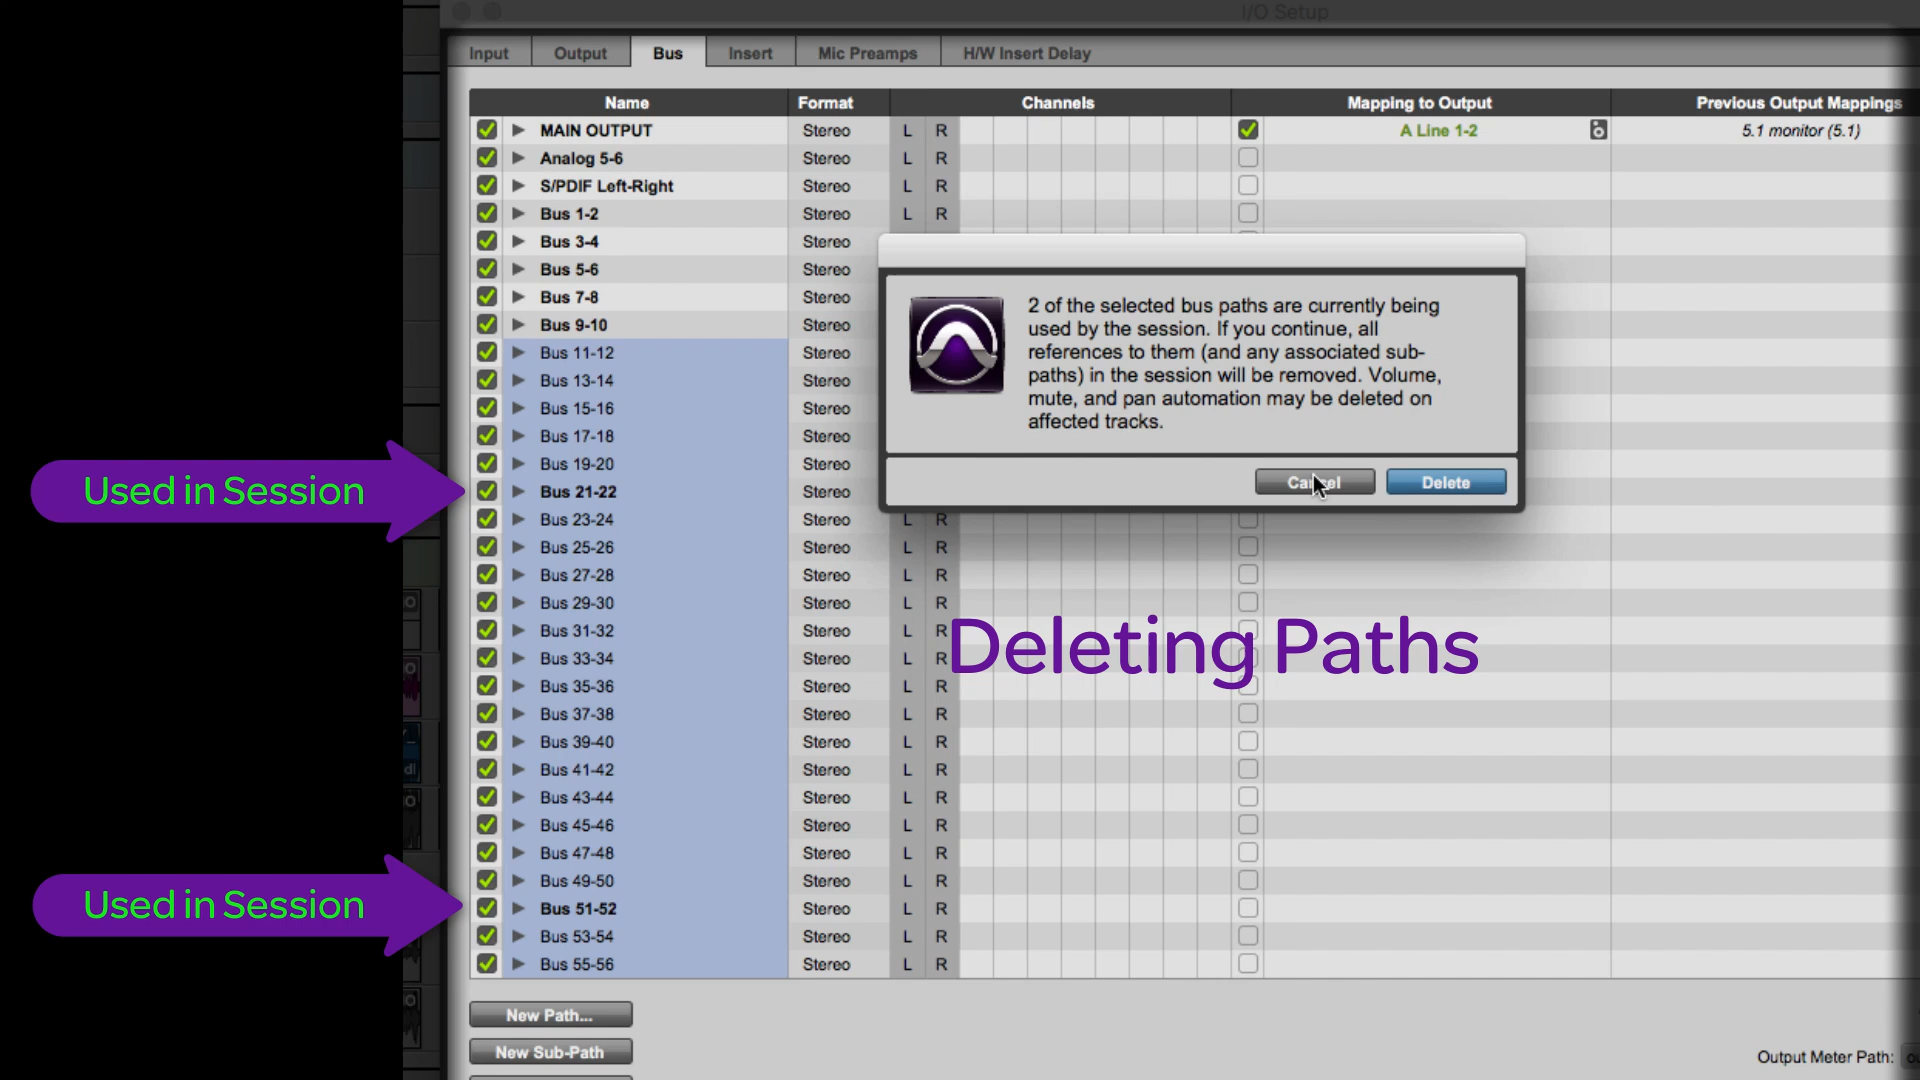 I/O Setup
Input Output Bus Insert Mic Preamps H/W Insert Delay
Name Format Channels Mapping to Output Previous Output Mappings
MAIN OUTPUT Stereo L R A Line 1-2 5.1 monitor (5.1)
Analog 5-6 Stereo L R
S/PDIF Left-Right Stereo L R
Bus 1-2 Stereo L R
Bus 3-4 Stereo
Bus 5-6 Stereo
Bus 7-8 Stereo
Bus 9-10 Stereo
Bus 11-12 Stereo
Bus 13-14 Stereo
Bus 15-16 Stereo
Bus 17-18 Stereo
Bus 19-20 Stereo
Bus 21-22 Stereo
Bus 23-24 Stereo L R
Bus 25-26 Stereo L R
Bus 27-28 Stereo L R
Bus 29-30 Stereo L R
Bus 31-32 Stereo L R
Bus 33-34 Stereo L R
Bus 35-36 Stereo L R
Bus 37-38 Stereo L R
Bus 39-40 Stereo L R
Bus 41-42 Stereo L R
Bus 43-44 Stereo L R
Bus 45-46 Stereo L R
Bus 47-48 Stereo L R
Bus 49-50 Stereo L R
Bus 51-52 Stereo L R
Bus 53-54 Stereo L R
Bus 55-56 Stereo L R
2 of the selected bus paths are currently being
used by the session. If you continue, all
references to them (and any associated sub-
paths) in the session will be removed. Volume,
mute, and pan automation may be deleted on
affected tracks.
Cancel Delete
Used in Session
Deleting Paths
Used in Session
New Path...
New Sub-Path
Output Meter Path: